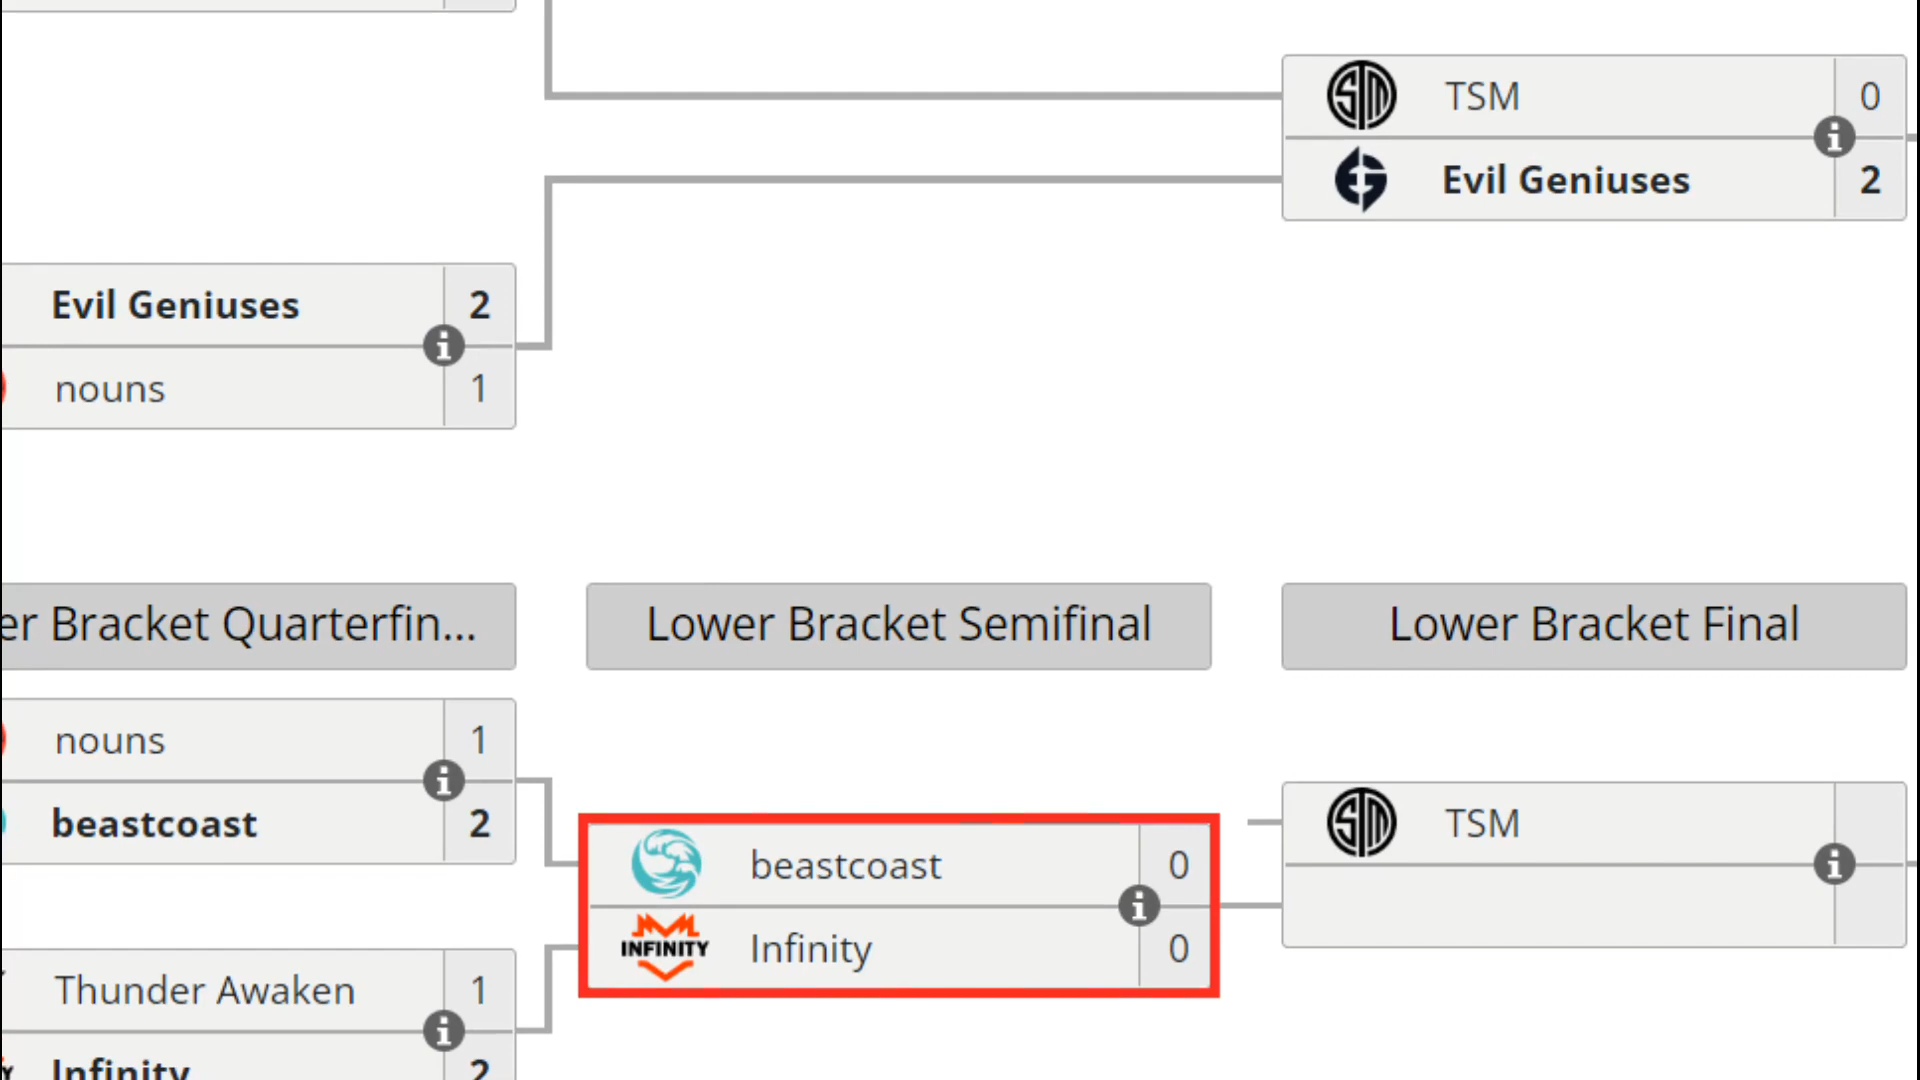 TSM 0
Evil Geniuses 2
Evil Geniuses 2
nouns 1
er Bracket Quarterfin...
Lower Bracket Semifinal
Lower Bracket Final
nouns 1
beastcoast 2
beastcoast 0
INFINITY Infinity 0
TSM
Thunder Awaken 1
Infinity 2